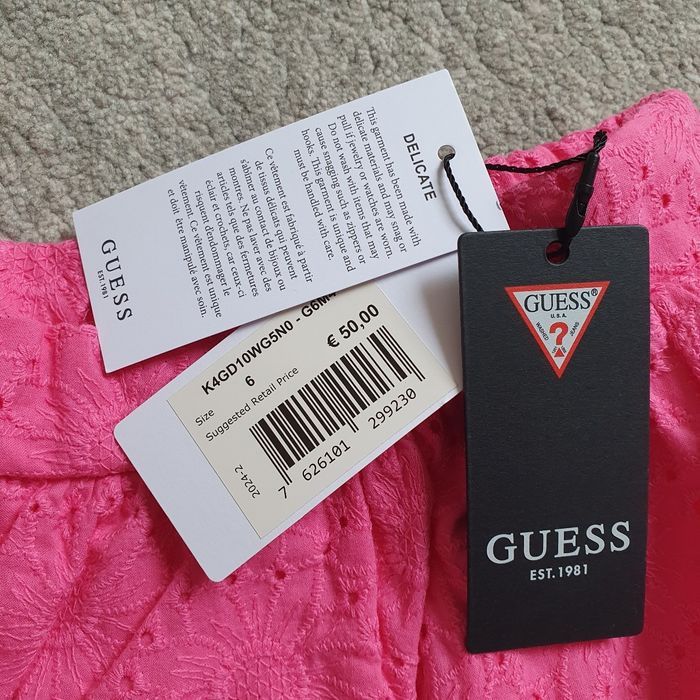 DELICATE
This garment has been made with
delicate materials and may snag or
pull if jewelry or watches are worn.
Do not wash with items that may
cause snagging such as zippers or
hooks. This garment is unique and
must be handled with care.
Ce vêtement est fabriqué à partir
de tissus délicats qui peuvent
s'abîmer au contact de bijoux ou
montres. Ne pas laver avec des
articles tels que des fermetures
éclair et crochets, car ceux-ci
risquent d'endommager le
vêtement. Ce vêtement est unique
et doit être manipulé avec soin.
GUESS
EST.1981
K4GD10WG5N0 - G6M4
Size 6
Suggested Retail Price € 50,00
2024-2
7 626101 299230
GUESS®
U.S.A.
WASHED ? JEANS
GUESS
EST.1981